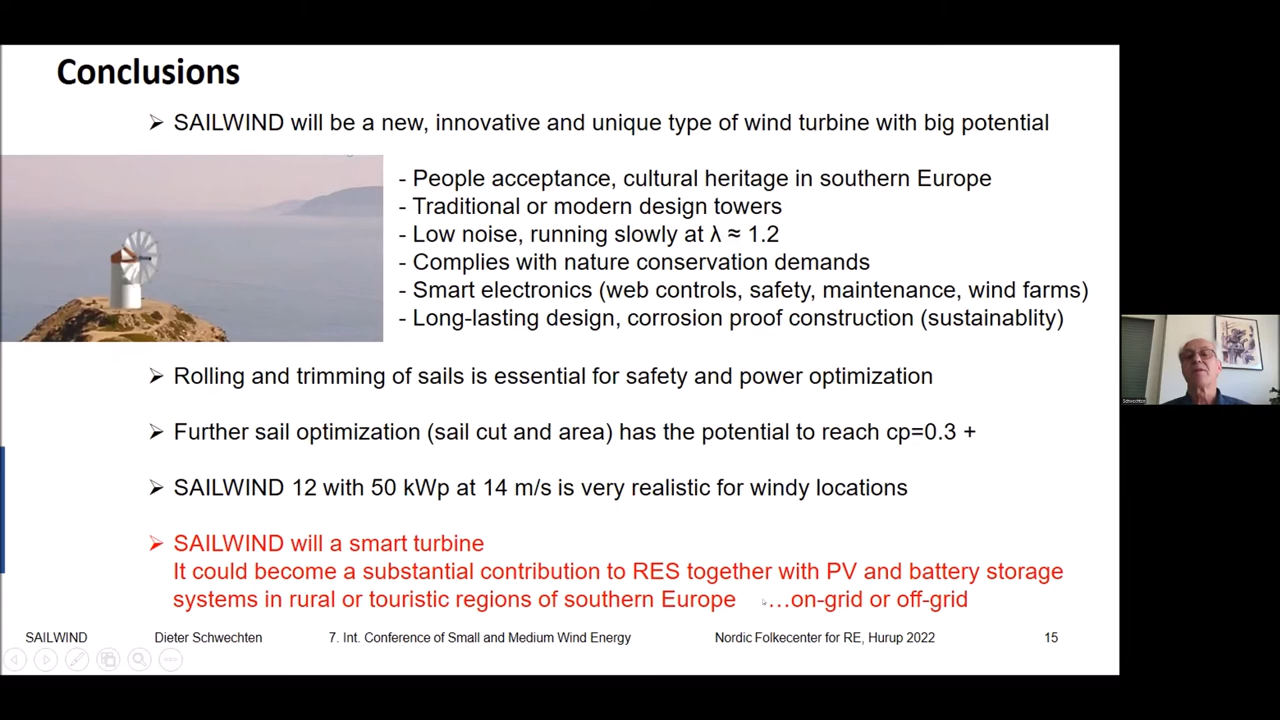 Conclusions
➢ SAILWIND will be a new, innovative and unique type of wind turbine with big potential
- People acceptance, cultural heritage in southern Europe
- Traditional or modern design towers
- Low noise, running slowly at λ ≈ 1.2
- Complies with nature conservation demands
- Smart electronics (web controls, safety, maintenance, wind farms)
- Long-lasting design, corrosion proof construction (sustainablity)
➢ Rolling and trimming of sails is essential for safety and power optimization
➢ Further sail optimization (sail cut and area) has the potential to reach cp=0.3 +
➢ SAILWIND 12 with 50 kWp at 14 m/s is very realistic for windy locations
➢ SAILWIND will a smart turbine
It could become a substantial contribution to RES together with PV and battery storage
systems in rural or touristic regions of southern Europe …on-grid or off-grid
SAILWIND Dieter Schwechten 7. Int. Conference of Small and Medium Wind Energy Nordic Folkecenter for RE, Hurup 2022 15
Schwechten